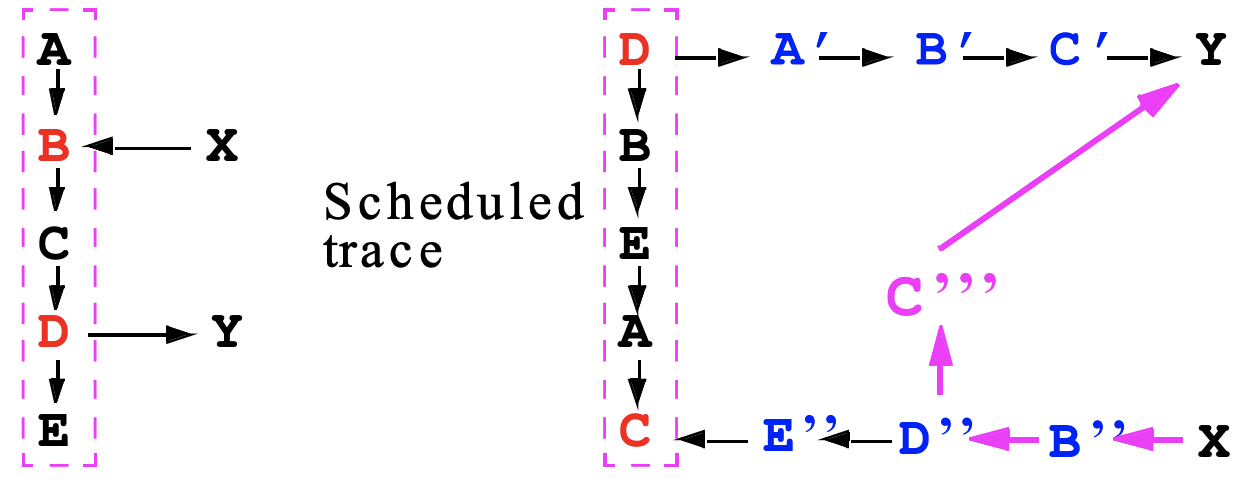 A
B
X
C
D
Y
E
Scheduled
trace
D
A′
B′
C′
Y
B
E
C’’’
A
C
E’’
D’’
B’’
X